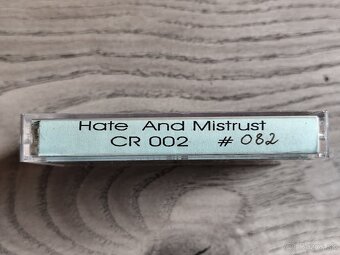 Hate And Mistrust
CR 002 # 082